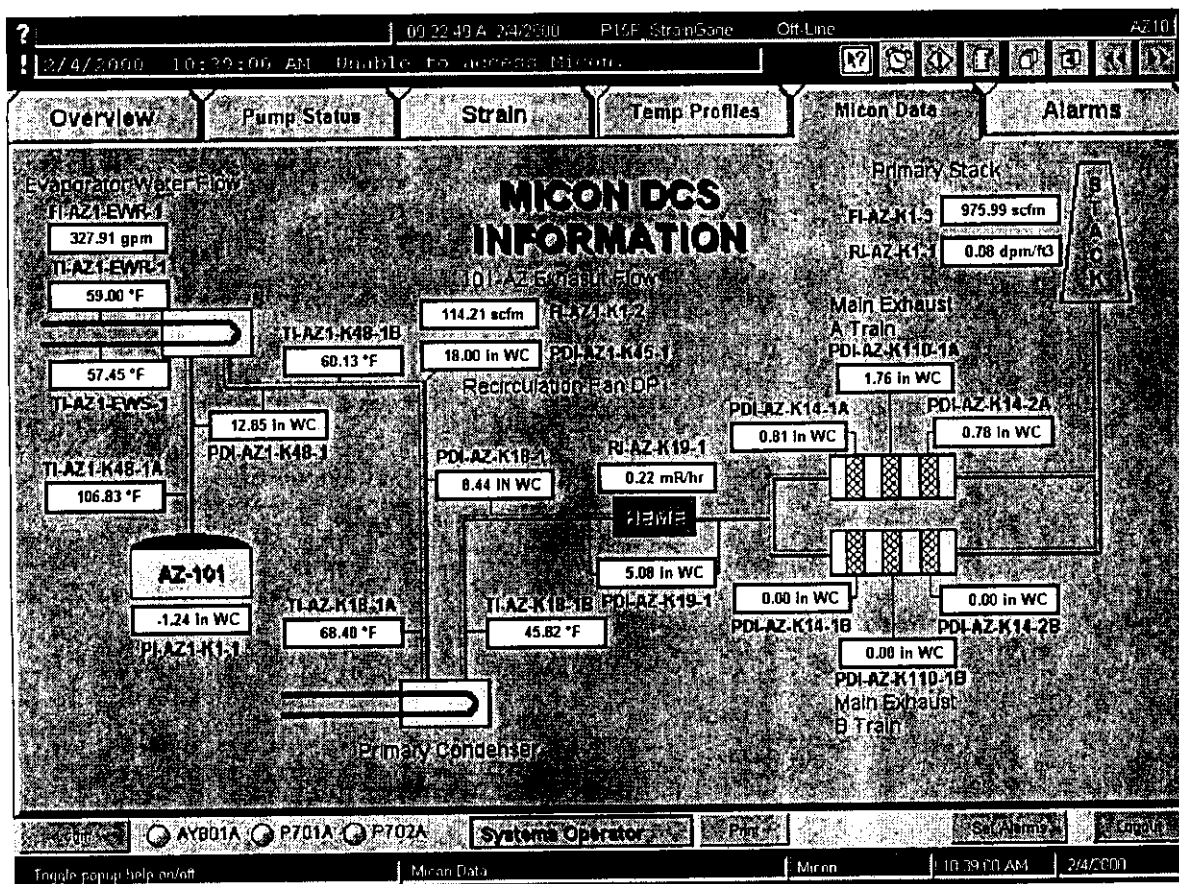 ?
09:22:49 A 2/4/2000 P15F_StrainGage Off-Line AZ10
! 2/4/2000 10:39:00 AM Unable to access Micon.
Overview Pump Status Strain Temp Profiles Micon Data Alarms
Evaporator Water Flow
FI-AZ1-EWR-1
327.91 gpm
TI-AZ1-EWR-1
59.00 °F
57.45 °F
TI-AZ1-EWS-1
MICON DCS
INFORMATION
101-AZ Exhasut Flow
114.21 scfm FI-AZ1-K1-2
18.00 in WC PDI-AZ1-K45-1
Recirculation Fan DP
TI-AZ1-K48-1B
60.13 °F
12.85 in WC
PDI-AZ1-K48-3
TI-AZ1-K48-1A
106.83 °F
AZ-101
-1.24 in WC
PI-AZ1-K1-1
PDI-AZ-K18-1
8.44 IN WC
TI-AZ-K18-1A
68.40 °F
TI-AZ-K18-1B
45.82 °F
Primary Condenser
RI-AZ-K19-1
0.22 mR/hr
HEME
5.08 in WC
PDI-AZ-K19-1
Primary Stack
FI-AZ-K1-3 975.99 scfm
RI-AZ-K1-1 0.08 dpm/ft3
STACK
Main Exhaust
A Train
PDI-AZ-K110-1A
1.76 in WC
PDI-AZ-K14-1A
0.81 in WC
PDI-AZ-K14-2A
0.78 in WC
0.00 in WC
PDI-AZ-K14-1B
0.00 in WC
PDI-AZ-K14-2B
0.00 in WC
PDI-AZ-K110-1B
Main Exhaust
B Train
AYB01A P701A P702A Systems Operator Print Set Alarms Logout
Toggle popup help on/off Micon Data Micon 10:39:00 AM 2/4/2000